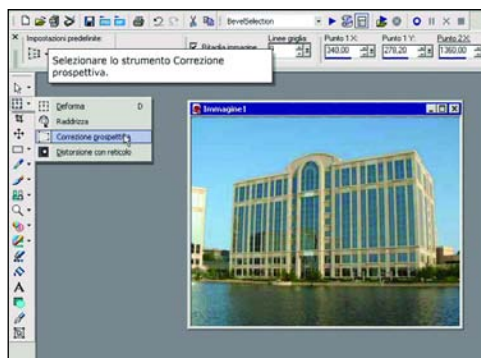 BevelSelection
Impostazioni predefinite:
Ritaglia immagine
Linee griglia
Punto 1 X:
Punto 1 Y:
Punto 2 X:
340,00
278,20
1360,00
Selezionare lo strumento Correzione
prospettiva.
Deforma D
Raddrizza
Correzione prospettiva
Distorsione con reticolo
Immagine1
A